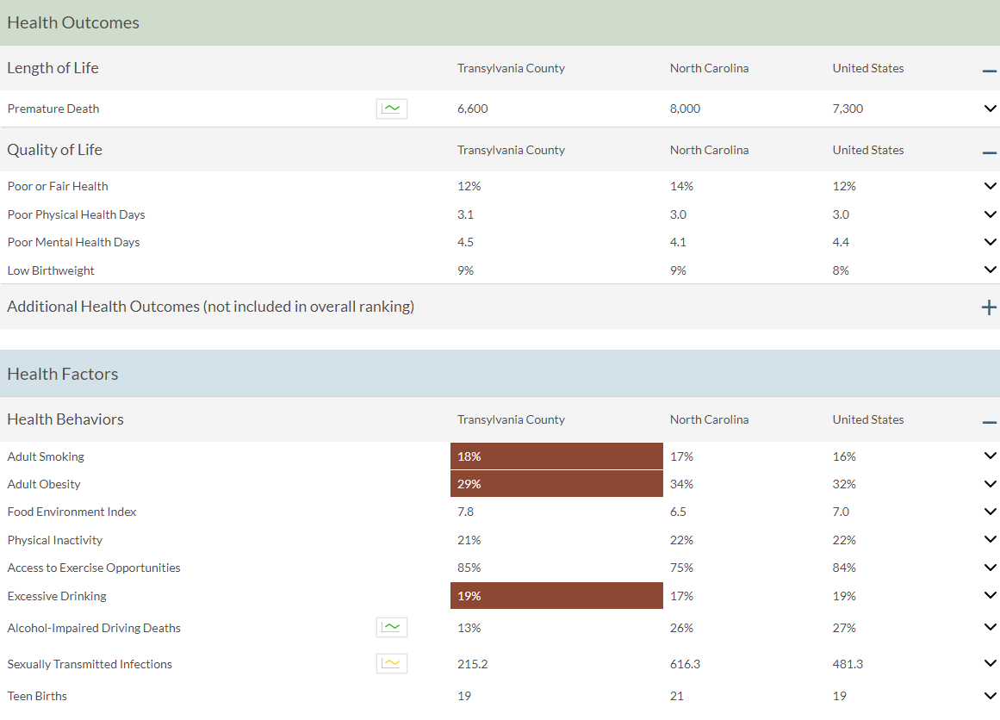 Health Outcomes
Length of Life Transylvania County North Carolina United States
Premature Death 6,600 8,000 7,300
Quality of Life Transylvania County North Carolina United States
Poor or Fair Health 12% 14% 12%
Poor Physical Health Days 3.1 3.0 3.0
Poor Mental Health Days 4.5 4.1 4.4
Low Birthweight 9% 9% 8%
Additional Health Outcomes (not included in overall ranking)
Health Factors
Health Behaviors Transylvania County North Carolina United States
Adult Smoking 18% 17% 16%
Adult Obesity 29% 34% 32%
Food Environment Index 7.8 6.5 7.0
Physical Inactivity 21% 22% 22%
Access to Exercise Opportunities 85% 75% 84%
Excessive Drinking 19% 17% 19%
Alcohol-Impaired Driving Deaths 13% 26% 27%
Sexually Transmitted Infections 215.2 616.3 481.3
Teen Births 19 21 19